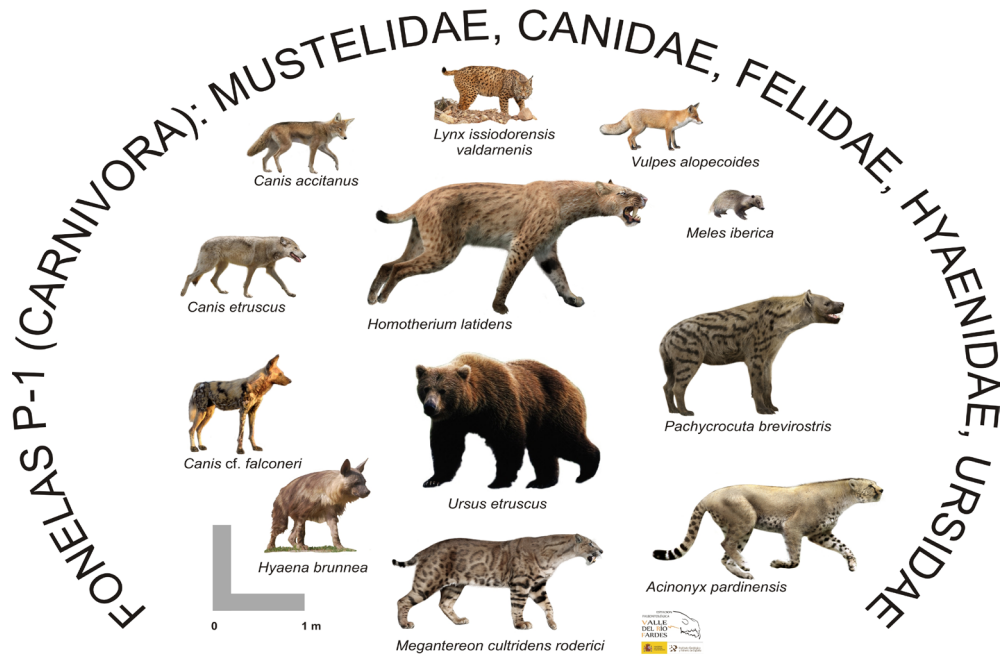 FONELAS P-1 (CARNIVORA): MUSTELIDAE, CANIDAE, FELIDAE, HYAENIDAE, URSIDAE
Lynx issiodorensis
valdarnenis
Canis accitanus
Vulpes alopecoides
Meles iberica
Canis etruscus
Homotherium latidens
Pachycrocuta brevirostris
Canis cf. falconeri
Ursus etruscus
Hyaena brunnea
Acinonyx pardinensis
0 1 m
Megantereon cultridens roderici
VALLE
DEL RÍO
FARDES